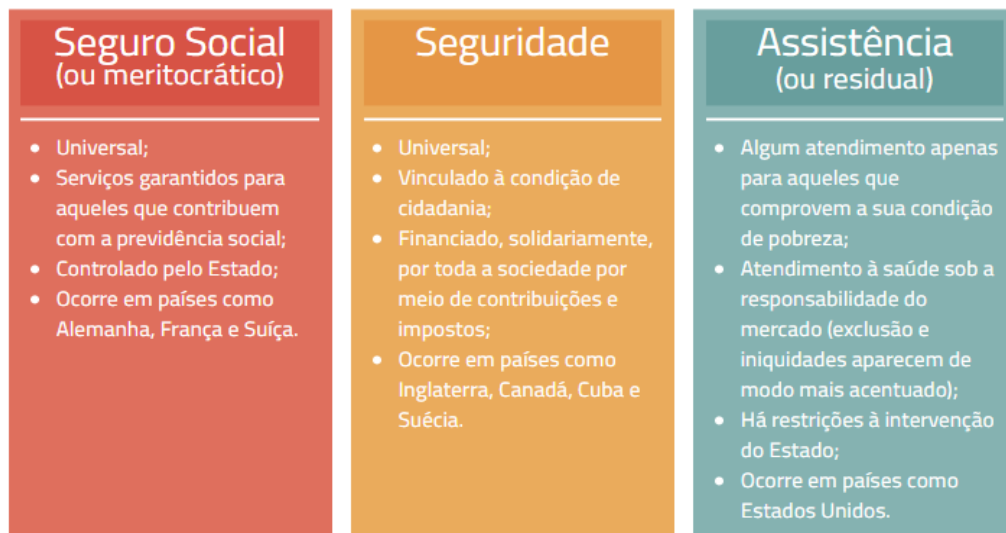 Seguro Social
(ou meritocrático)
• Universal;
• Serviços garantidos para
aqueles que contribuem
com a previdência social;
• Controlado pelo Estado;
• Ocorre em países como
Alemanha, França e Suíça.
Seguridade
• Universal;
• Vinculado à condição de
cidadania;
• Financiado, solidariamente,
por toda a sociedade por
meio de contribuições e
impostos;
• Ocorre em países como
Inglaterra, Canadá, Cuba e
Suécia.
Assistência
(ou residual)
• Algum atendimento apenas
para aqueles que
comprovem a sua condição
de pobreza;
• Atendimento à saúde sob a
responsabilidade do
mercado (exclusão e
iniquidades aparecem de
modo mais acentuado);
• Há restrições à intervenção
do Estado;
• Ocorre em países como
Estados Unidos.